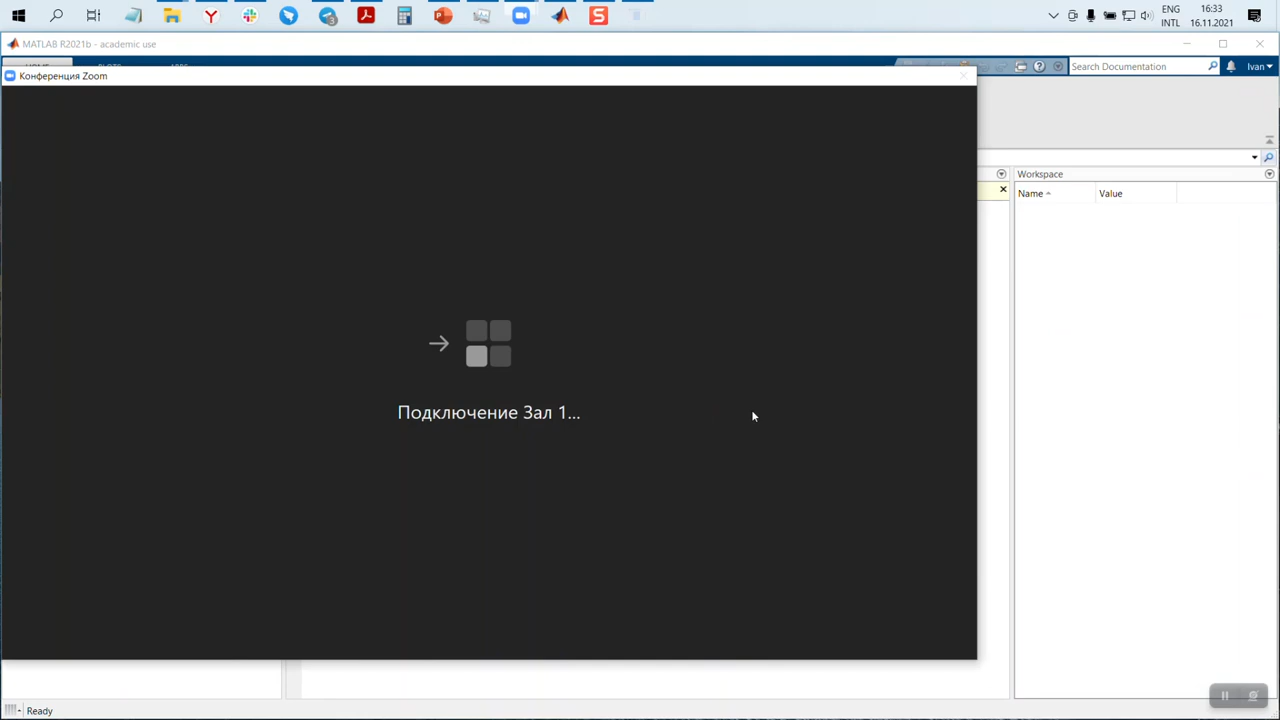 ENG
16:33
INTL
16.11.2021
3
MATLAB R2021b - academic use
Search Documentation
Ivan
Конференция Zoom
Workspace
Name
Value
Подключение Зал 1...
Ready